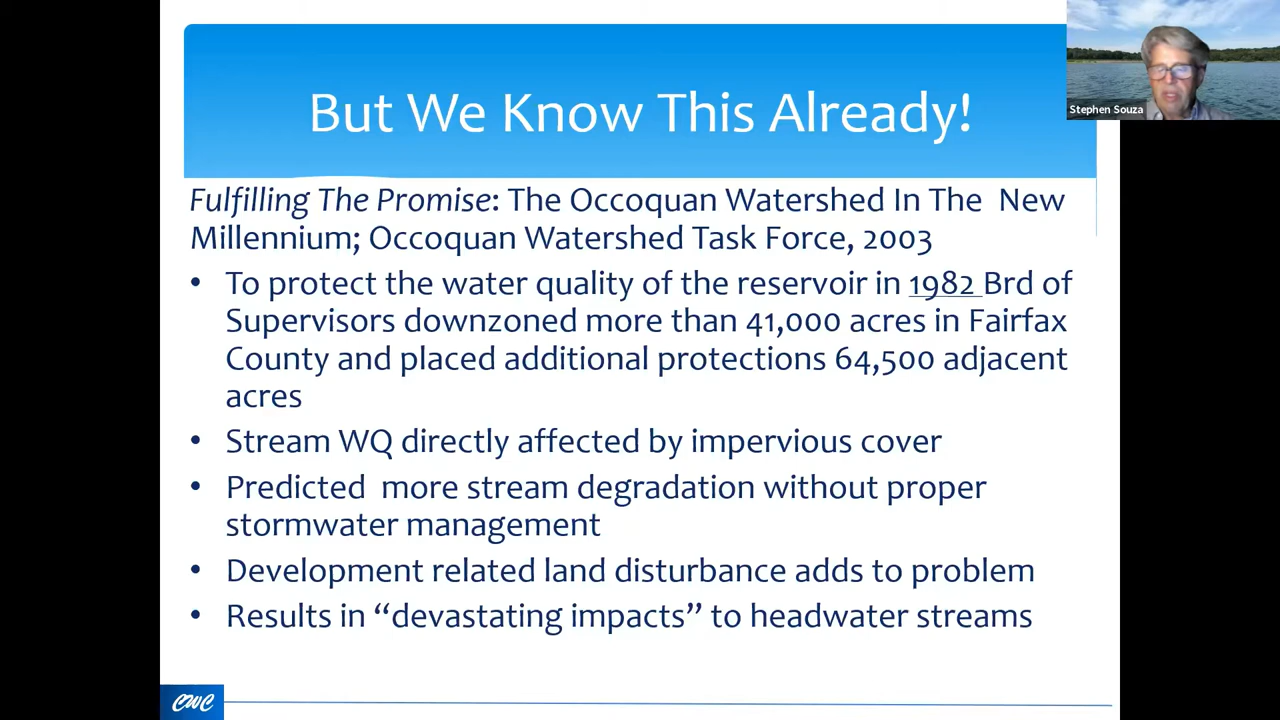 But We Know This Already!
Stephen Souza
Fulfilling The Promise: The Occoquan Watershed In The  New
Millennium; Occoquan Watershed Task Force, 2003
• To protect the water quality of the reservoir in 1982 Brd of
Supervisors downzoned more than 41,000 acres in Fairfax
County and placed additional protections 64,500 adjacent
acres
• Stream WQ directly affected by impervious cover
• Predicted  more stream degradation without proper
stormwater management
• Development related land disturbance adds to problem
• Results in “devastating impacts” to headwater streams
CWC